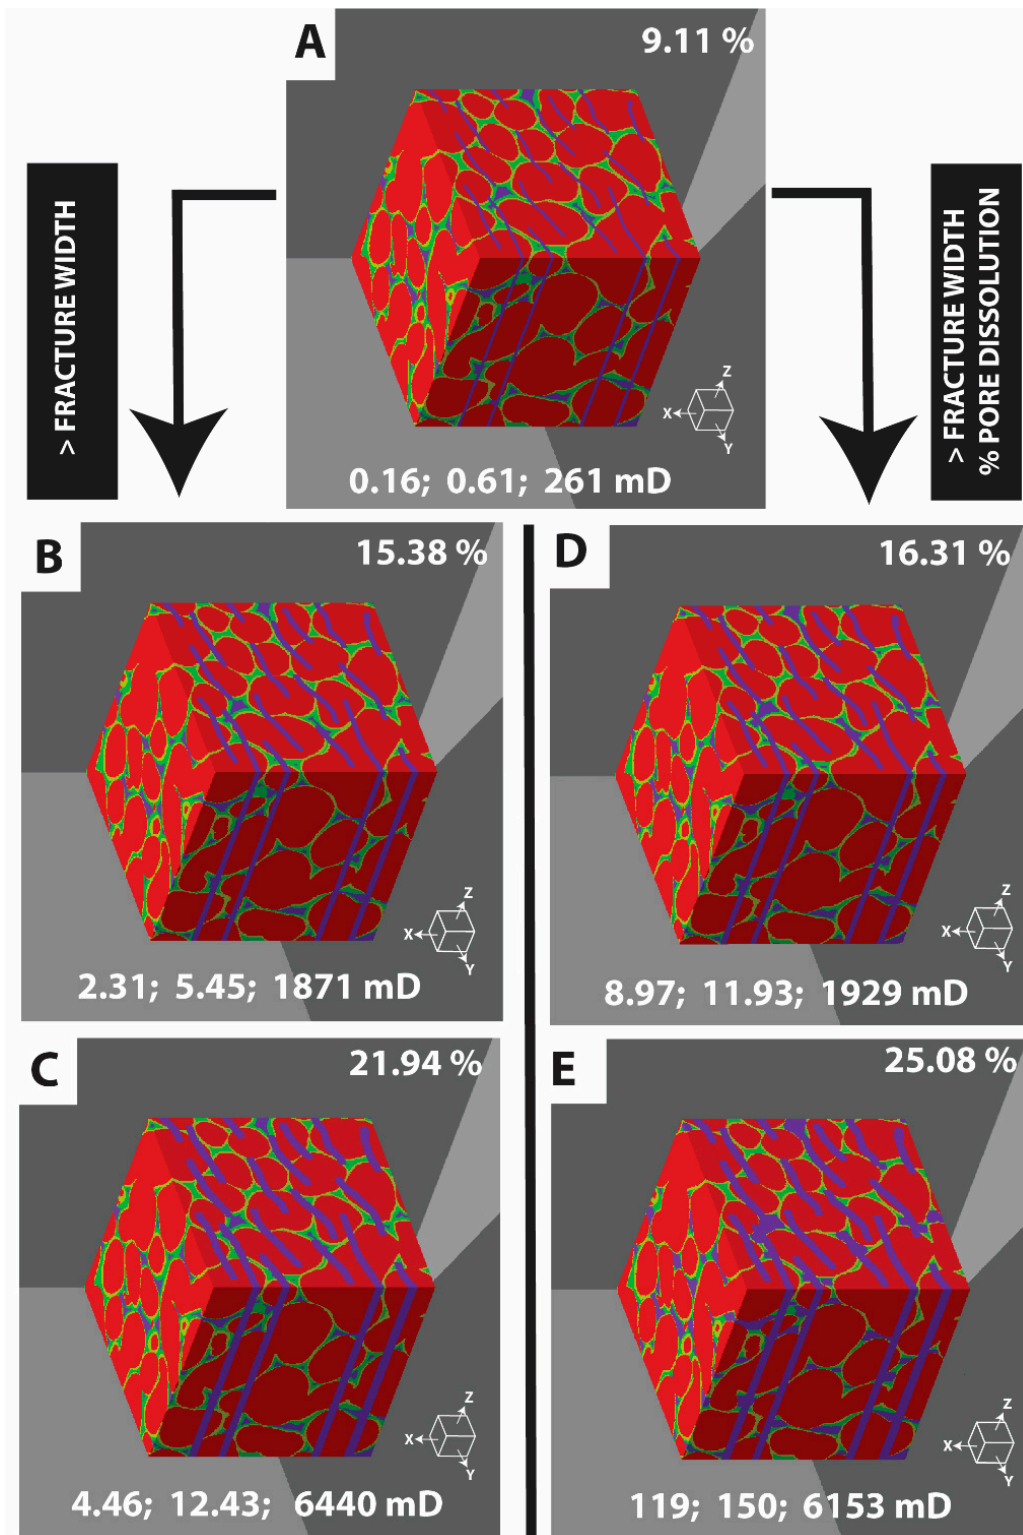 A
9.11 %
> FRACTURE WIDTH
> FRACTURE WIDTH
% PORE DISSOLUTION
Z
X
Y
0.16; 0.61; 261 mD
B
15.38 %
Z
X
Y
2.31; 5.45; 1871 mD
D
16.31 %
Z
X
Y
8.97; 11.93; 1929 mD
C
21.94 %
Z
X
Y
4.46; 12.43; 6440 mD
E
25.08 %
Z
X
Y
119; 150; 6153 mD